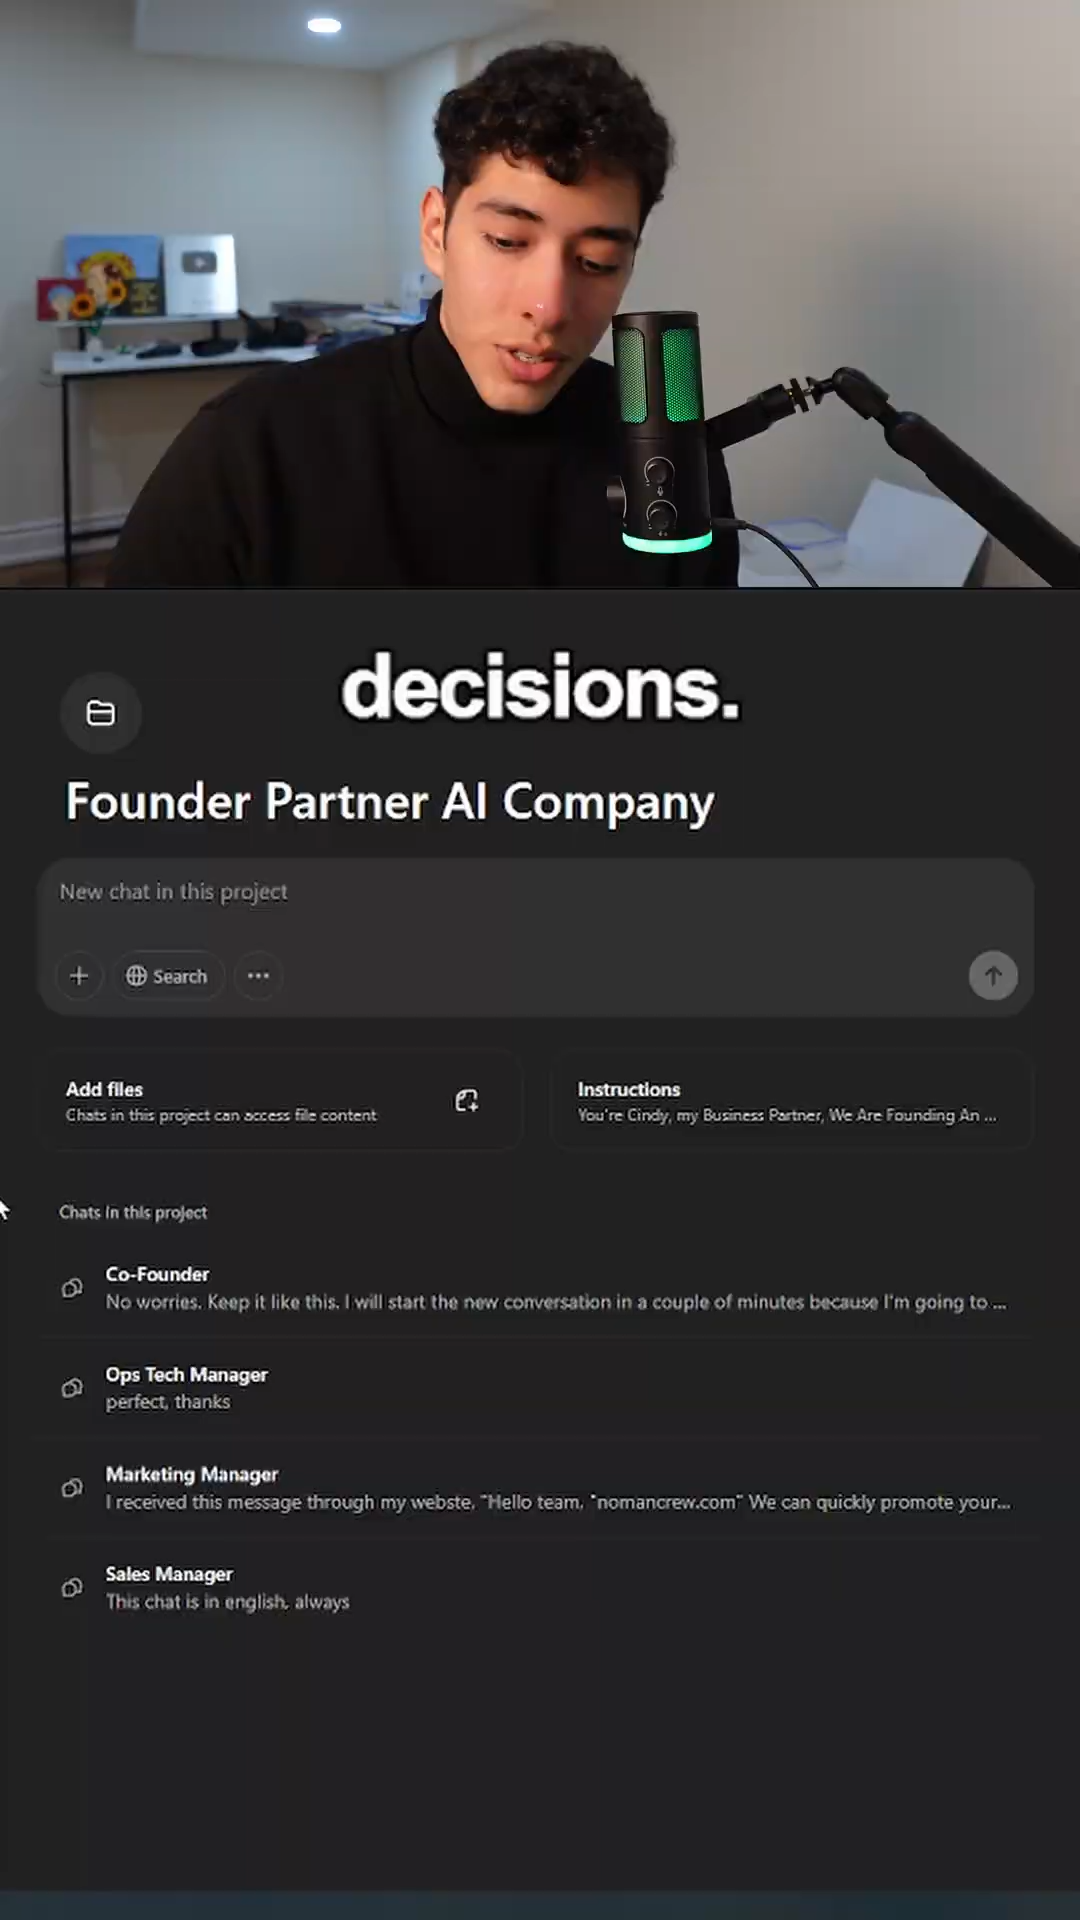 decisions.
Founder Partner AI Company
New chat in this project
Search
Add files
Chats in this project can access file content
Instructions
You're Cindy, my Business Partner, We Are Founding An ...
Chats in this project
Co-Founder
No worries. Keep it like this. I will start the new conversation in a couple of minutes because I'm going to ...
Ops Tech Manager
perfect, thanks
Marketing Manager
I received this message through my webste, "Hello team, "nomancrew.com" We can quickly promote your...
Sales Manager
This chat is in english, always